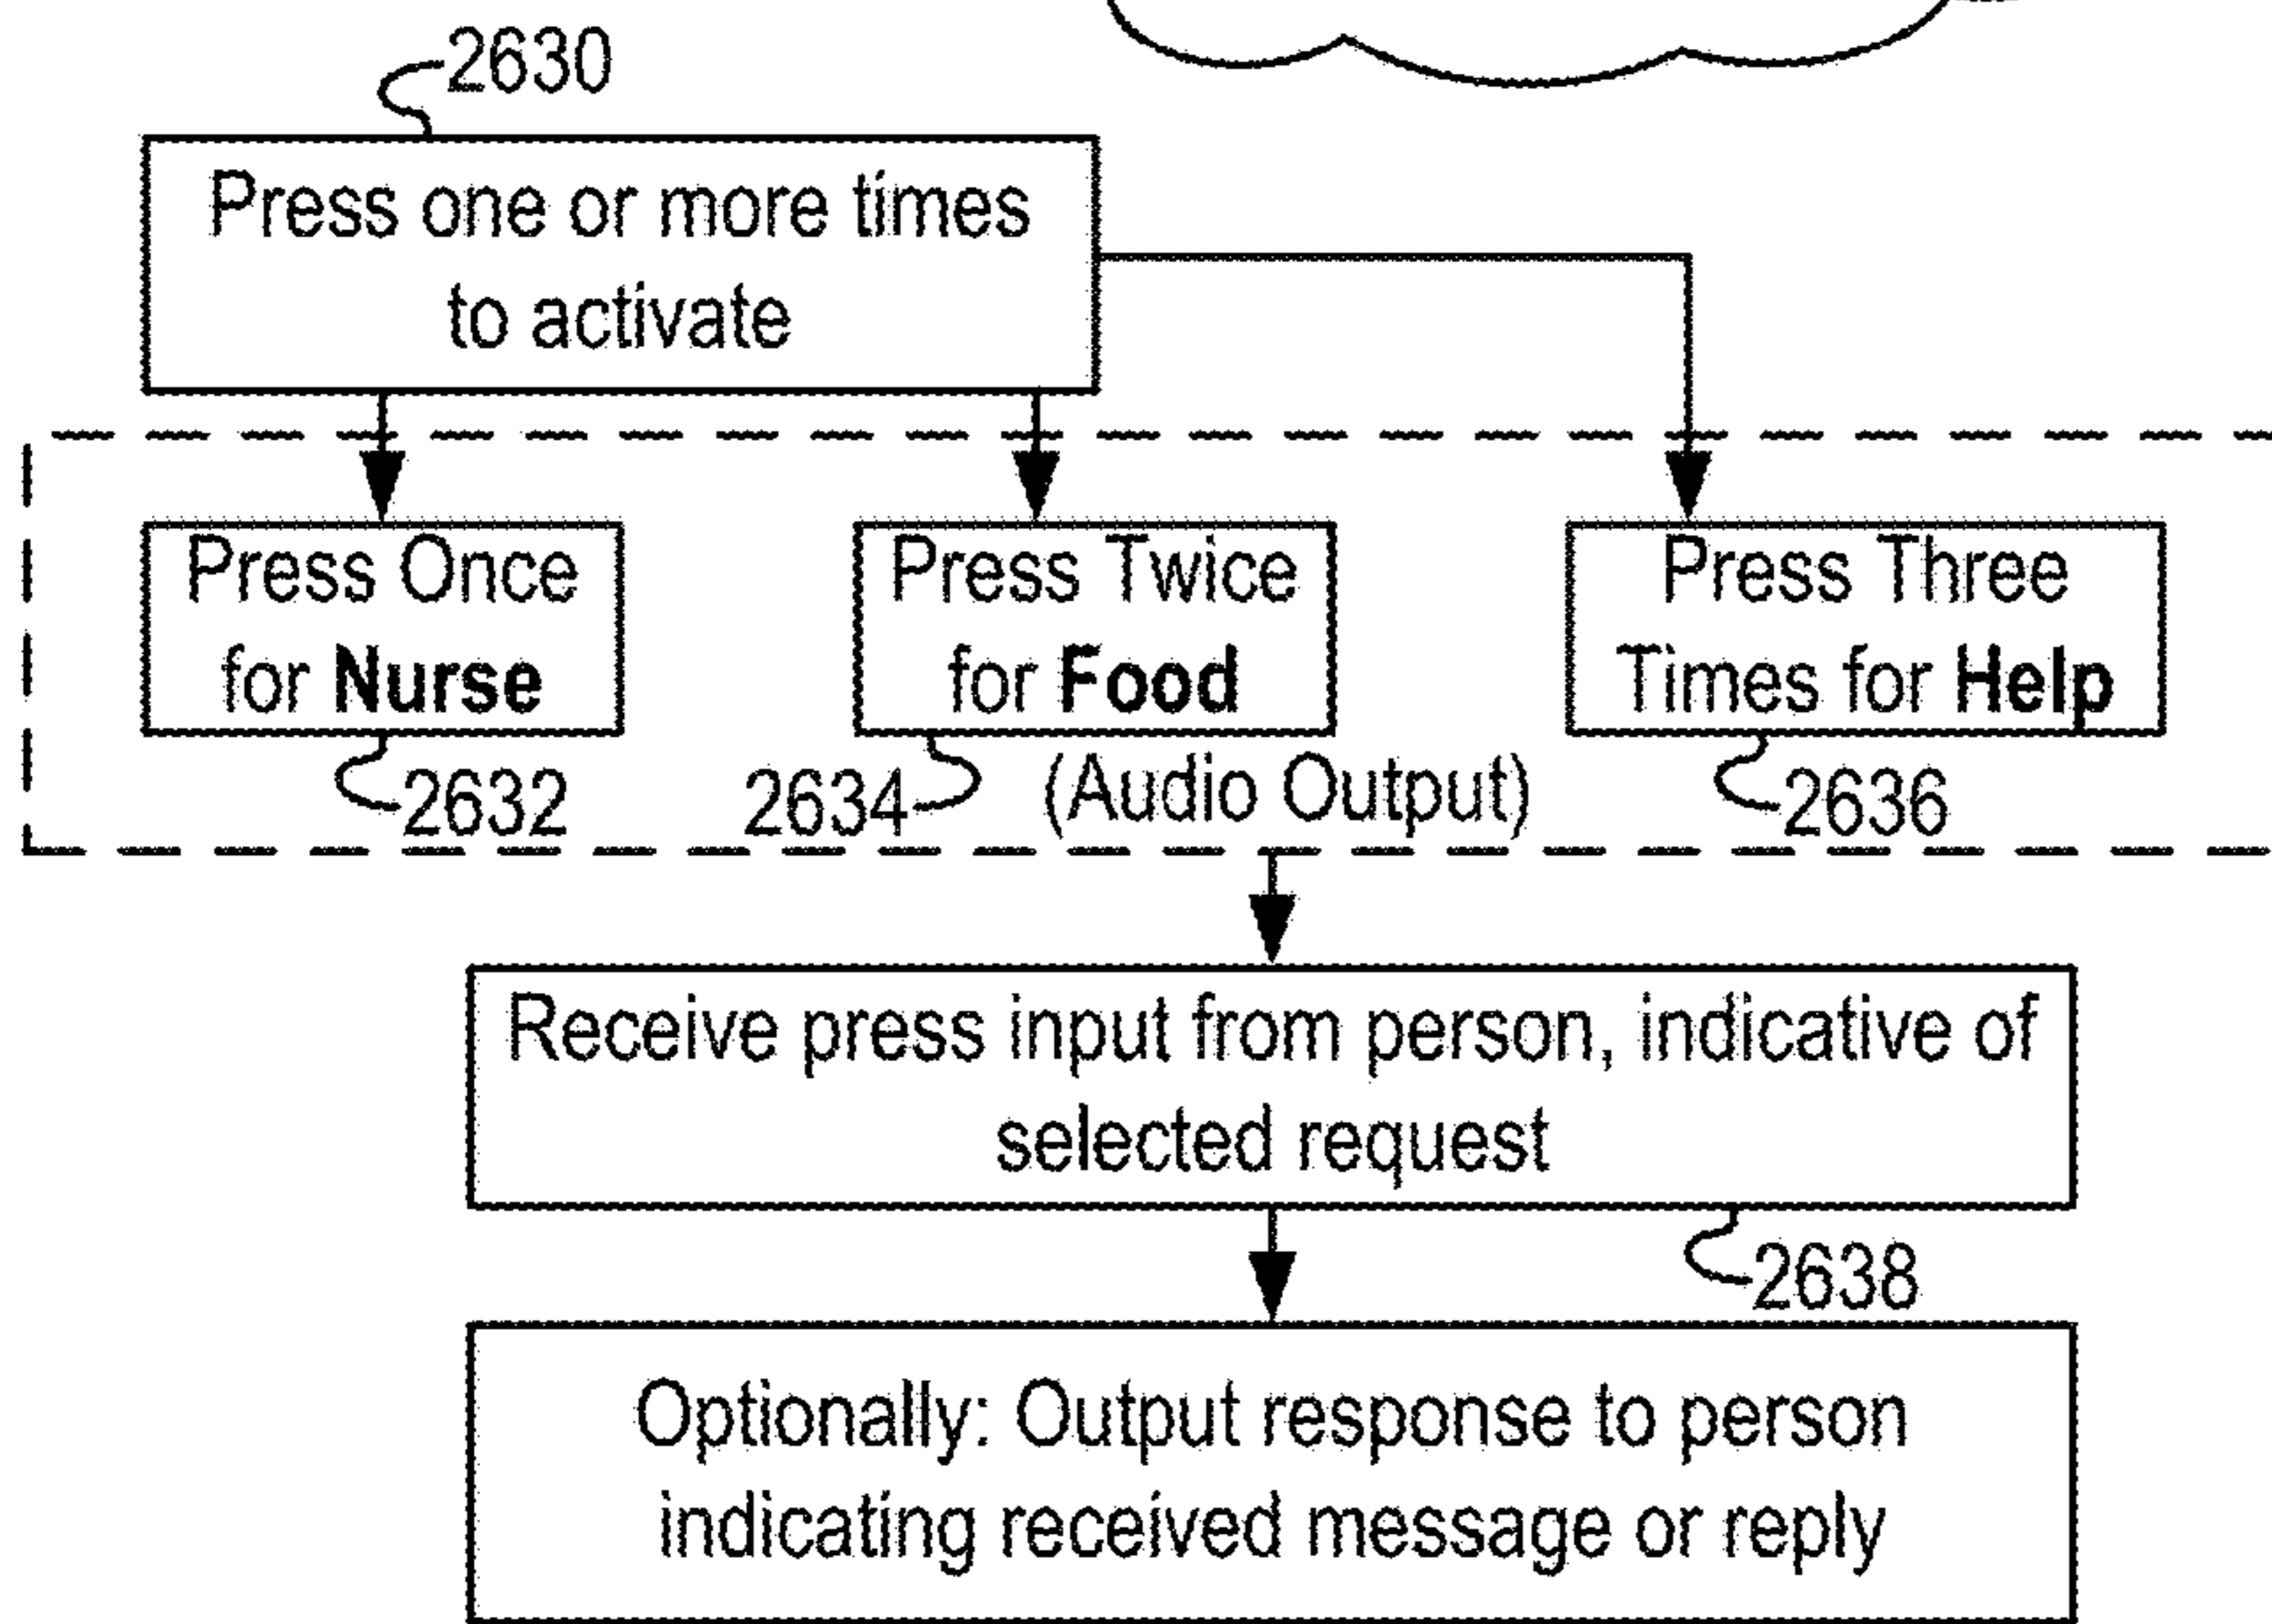 2630
Press one or more times
to activate
Press Once
for Nurse
Press Twice
for Food
Press Three
Times for Help
2632
2634
(Audio Output)
2636
Receive press input from person, indicative of
selected request
2638
Optionally: Output response to person
indicating received message or reply